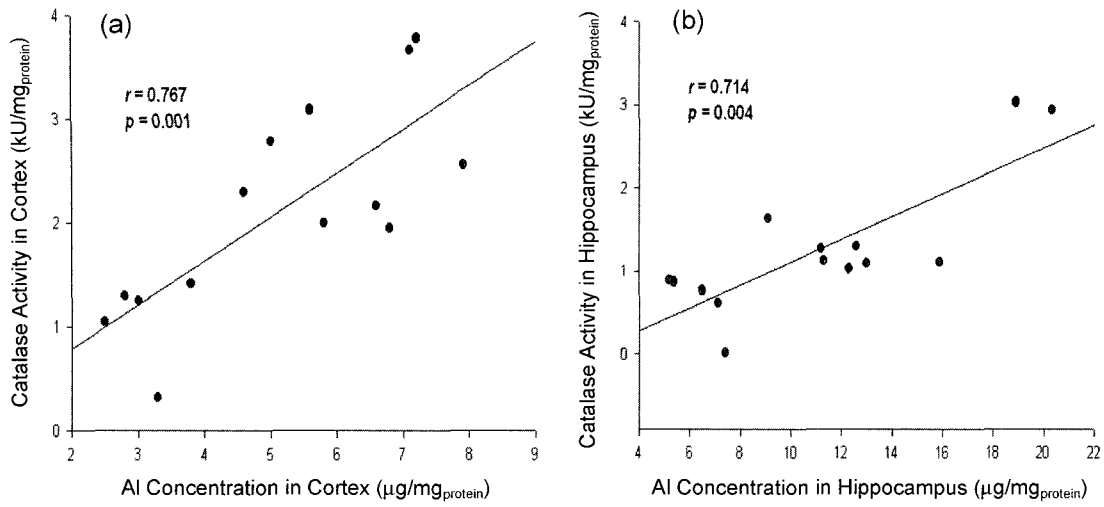 (a)
r = 0.767
p = 0.001
Catalase Activity in Cortex (kU/mgprotein)
4
3
2
1
0
2 3 4 5 6 7 8 9
Al Concentration in Cortex (µg/mgprotein)
(b)
r = 0.714
p = 0.004
Catalase Activity in Hippocampus (kU/mgprotein)
4
3
2
1
0
4 6 8 10 12 14 16 18 20 22
Al Concentration in Hippocampus (µg/mgprotein)